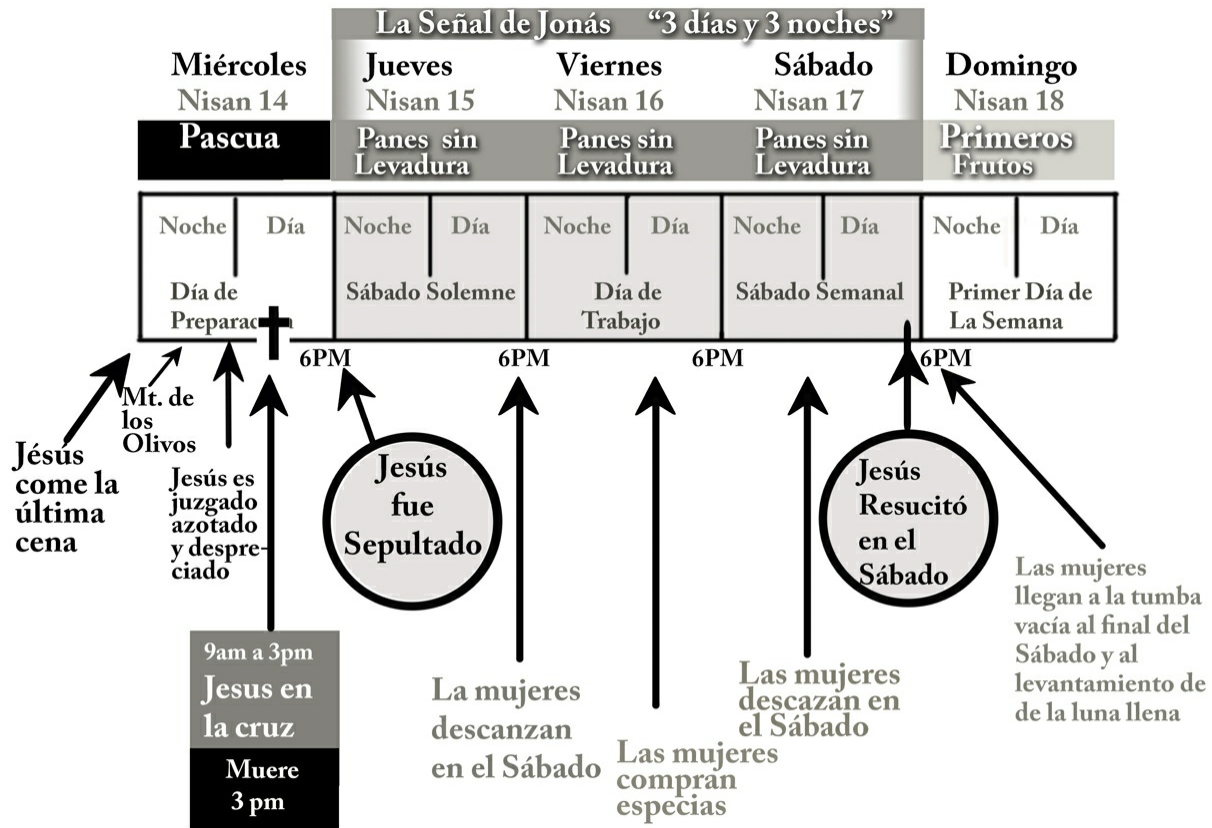 La Señal de Jonás “3 días y 3 noches”
Miércoles Jueves Viernes Sábado Domingo
Nisan 14 Nisan 15 Nisan 16 Nisan 17 Nisan 18
Pascua
Panes sin
Levadura
Panes sin
Levadura
Panes sin
Levadura
Primeros
Frutos
Noche Día Noche Día Noche Día Noche Día Noche Día
Día de
Sábado Solemne
Día de
Trabajo
Sábado Semanal
Primer Día de
La Semana
6PM 6PM 6PM 6PM
Jésús
come la
última
cena
Mt. de
los
Olivos
Jesús es
juzgado
azotado
y despre-
ciado
9am a 3pm
Jesus en
la cruz
Muere
3 pm
Jesús
fue
Sepultado
La mujeres
descanzan
en el Sábado
Las mujeres
compran
especias
Las mujeres
descazán en
el Sábado
Jesús
Resucitó
en el
Sábado
Las mujeres
llegan a la tumba
vacía al final del
Sábado y al
levantamiento de
de la luna llena